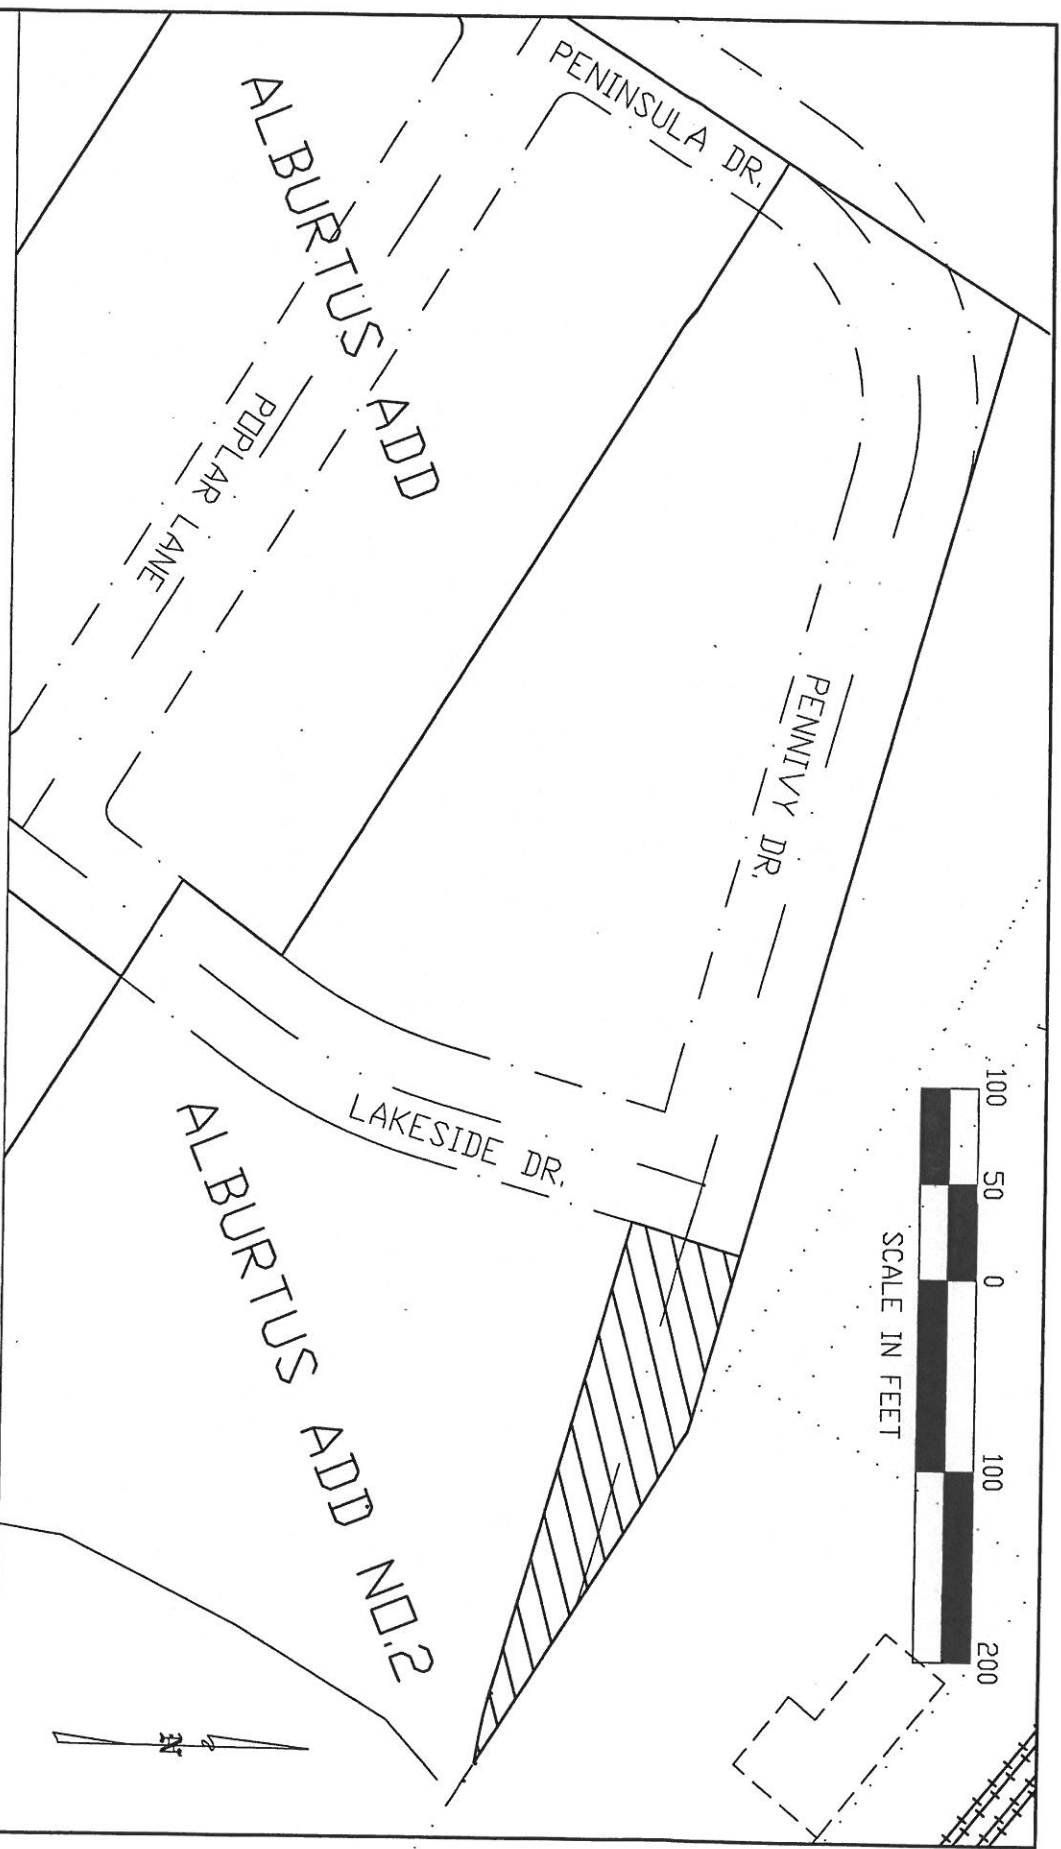 PENINSULA DR.
ALBURTUS ADD
POPLAR LANE
PENNIVY DR.
LAKESIDE DR.
ALBURTUS ADD NO.2
100 50 0 100 200
SCALE IN FEET
N